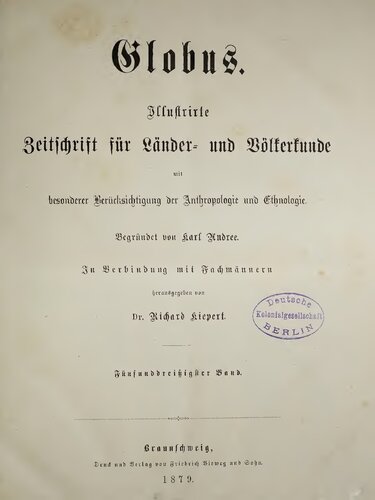 Globus.
Illustrirte
Zeitschrift für Länder- und Völkerkunde
mit
besonderer Berücksichtigung der Anthropologie und Ethnologie.
Begründet von Karl Andree.
In Verbindung mit Fachmännern
herausgegeben von
Dr. Richard Kiepert.
Deutsche
Kolonialgesellschaft
BERLIN
Fünfunddreißigster Band.
Braunschweig,
Druck und Verlag von Friedrich Vieweg und Sohn.
1879.